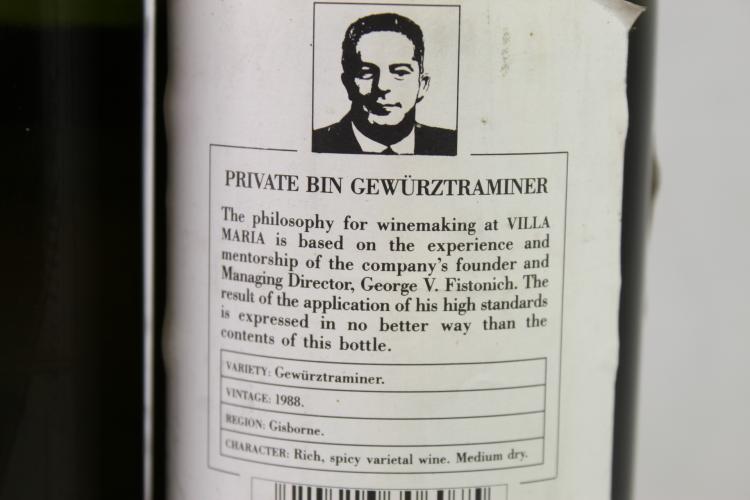 PRIVATE BIN GEWÜRZTRAMINER
The philosophy for winemaking at VILLA
MARIA is based on the experience and
mentorship of the company's founder and
Managing Director, George V. Fistonich. The
result of the application of his high standards
is expressed in no better way than the
contents of this bottle.
VARIETY: Gewürztraminer.
VINTAGE: 1988.
REGION: Gisborne.
CHARACTER: Rich, spicy varietal wine. Medium dry.